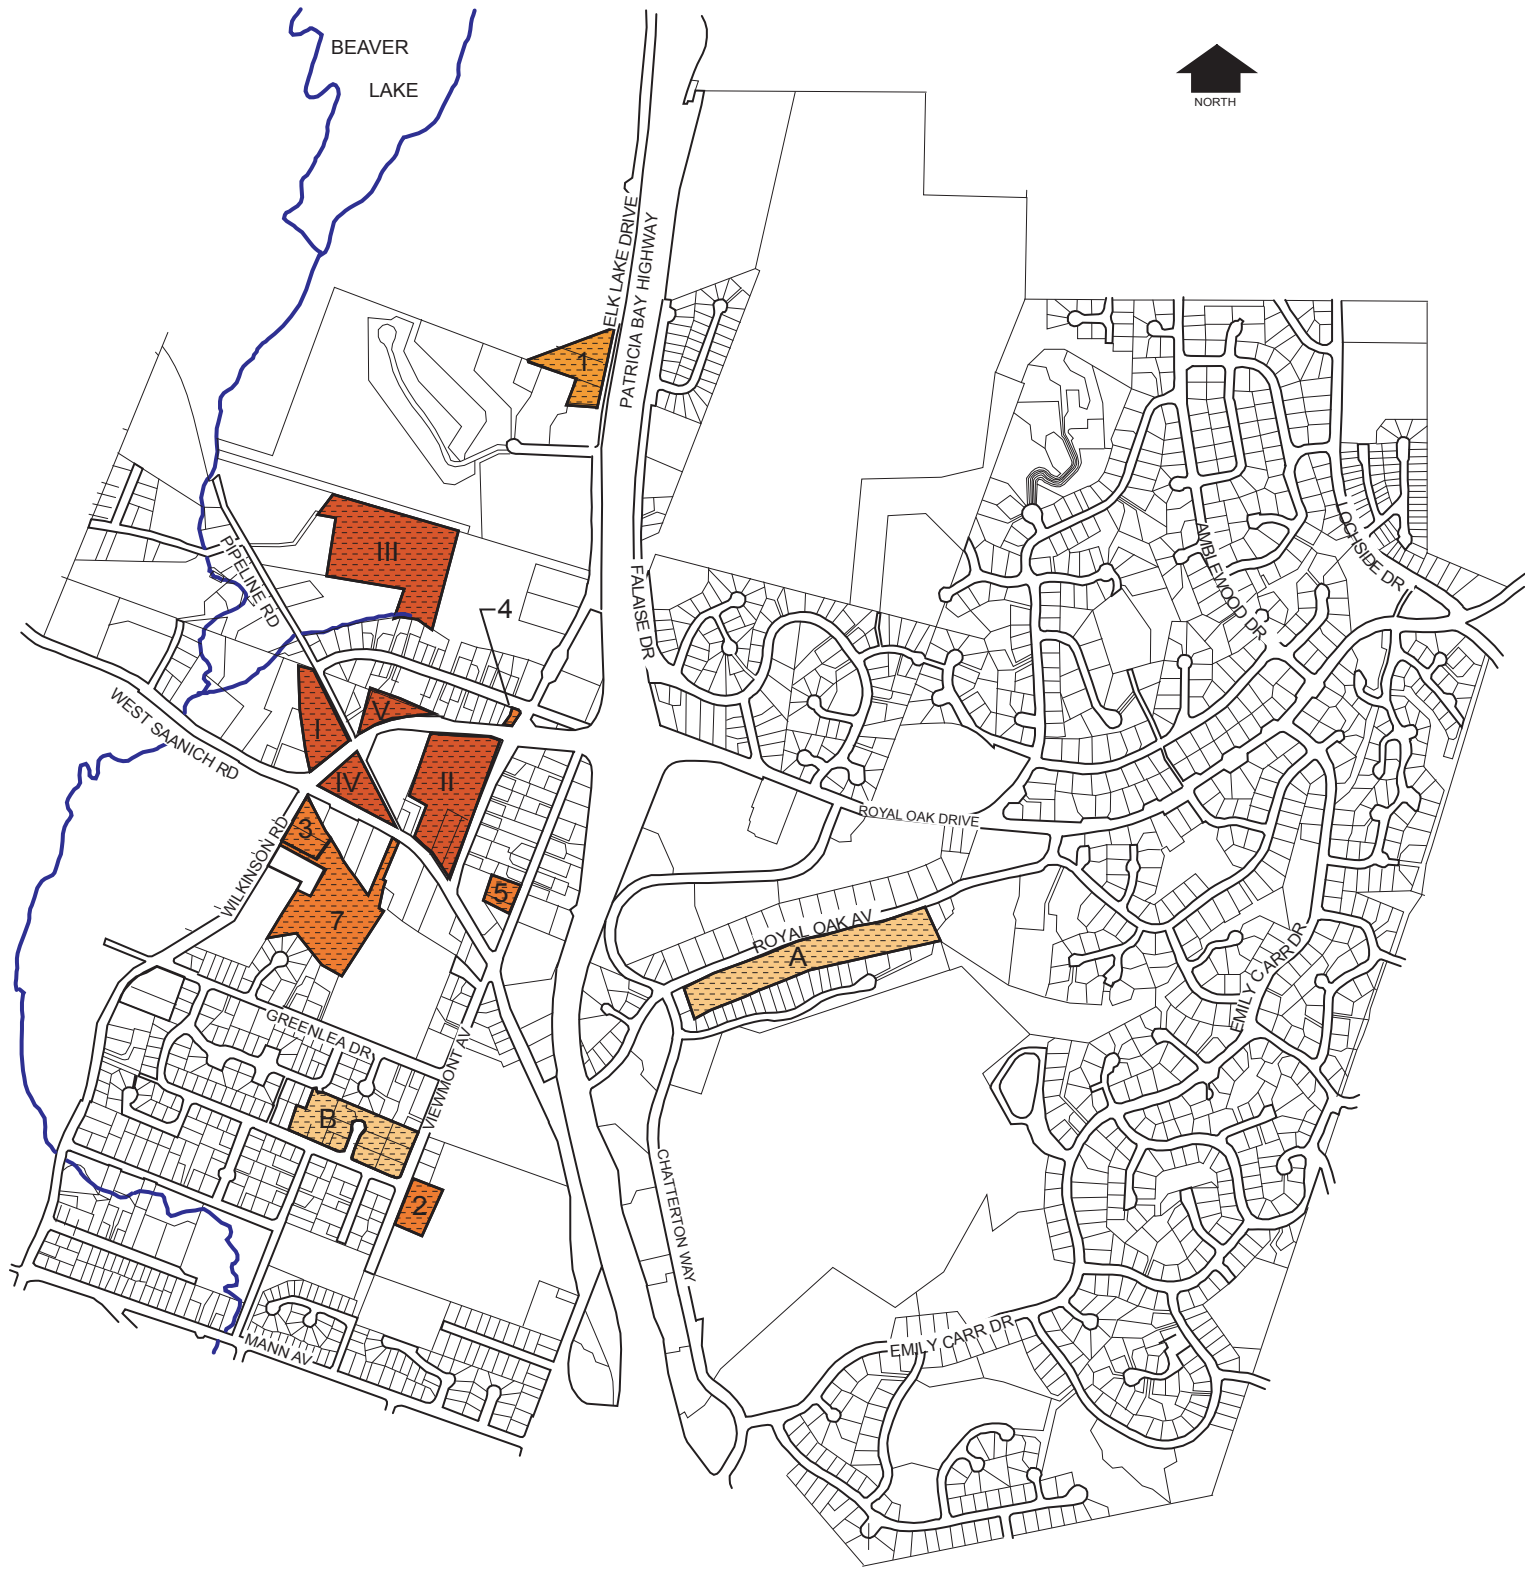 BEAVER
LAKE
NORTH
ELK LAKE DRIVE
PATRICIA BAY HIGHWAY
1
III
PIPELINE RD
4
FALAISE DR
AMBLEWOOD DR
LOCHSIDE DR
WEST SAANICH RD
I
V
IV
II
3
WILKINSON RD
7
5
ROYAL OAK DRIVE
ROYAL OAK AV
A
EMILY CARR DR
GREENLEA DR
VIEWMONT AV
B
2
CHATTERTON WAY
EMILY CARR DR
MANN AV